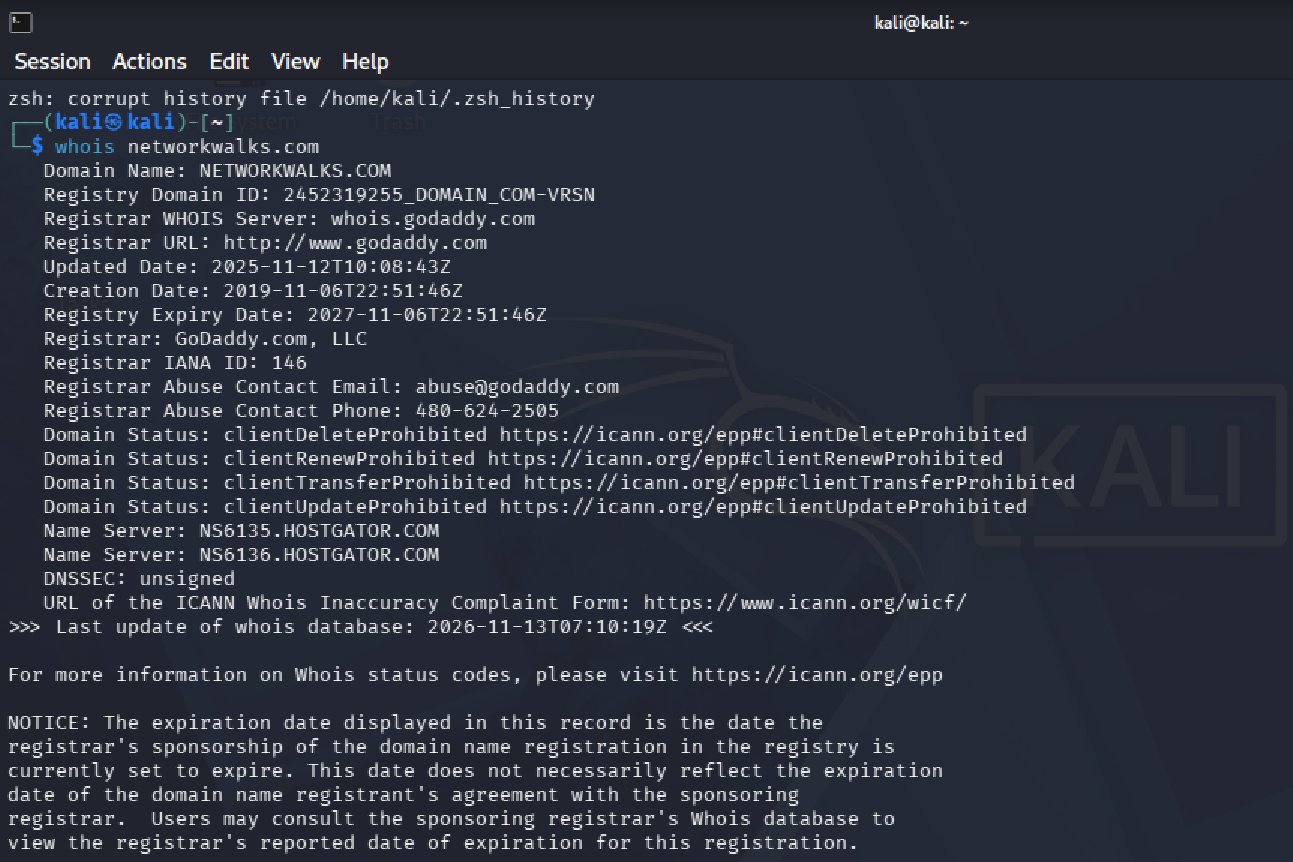 kali@kali: ~
Session Actions Edit View Help
zsh: corrupt history file /home/kali/.zsh_history
┌──(kali㉿kali)-[~]
└─$ whois networkwalks.com
   Domain Name: NETWORKWALKS.COM
   Registry Domain ID: 2452319255_DOMAIN_COM-VRSN
   Registrar WHOIS Server: whois.godaddy.com
   Registrar URL: http://www.godaddy.com
   Updated Date: 2025-11-12T10:08:43Z
   Creation Date: 2019-11-06T22:51:46Z
   Registry Expiry Date: 2027-11-06T22:51:46Z
   Registrar: GoDaddy.com, LLC
   Registrar IANA ID: 146
   Registrar Abuse Contact Email: abuse@godaddy.com
   Registrar Abuse Contact Phone: 480-624-2505
   Domain Status: clientDeleteProhibited https://icann.org/epp#clientDeleteProhibited
   Domain Status: clientRenewProhibited https://icann.org/epp#clientRenewProhibited
   Domain Status: clientTransferProhibited https://icann.org/epp#clientTransferProhibited
   Domain Status: clientUpdateProhibited https://icann.org/epp#clientUpdateProhibited
   Name Server: NS6135.HOSTGATOR.COM
   Name Server: NS6136.HOSTGATOR.COM
   DNSSEC: unsigned
   URL of the ICANN Whois Inaccuracy Complaint Form: https://www.icann.org/wicf/
>>> Last update of whois database: 2026-11-13T07:10:19Z <<<
For more information on Whois status codes, please visit https://icann.org/epp
NOTICE: The expiration date displayed in this record is the date the
registrar's sponsorship of the domain name registration in the registry is
currently set to expire. This date does not necessarily reflect the expiration
date of the domain name registrant's agreement with the sponsoring
registrar.  Users may consult the sponsoring registrar's Whois database to
view the registrar's reported date of expiration for this registration.
KALI
Trash